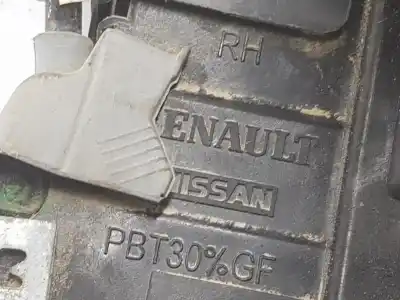 RH
ENAULT
NISSAN
PBT30%GF